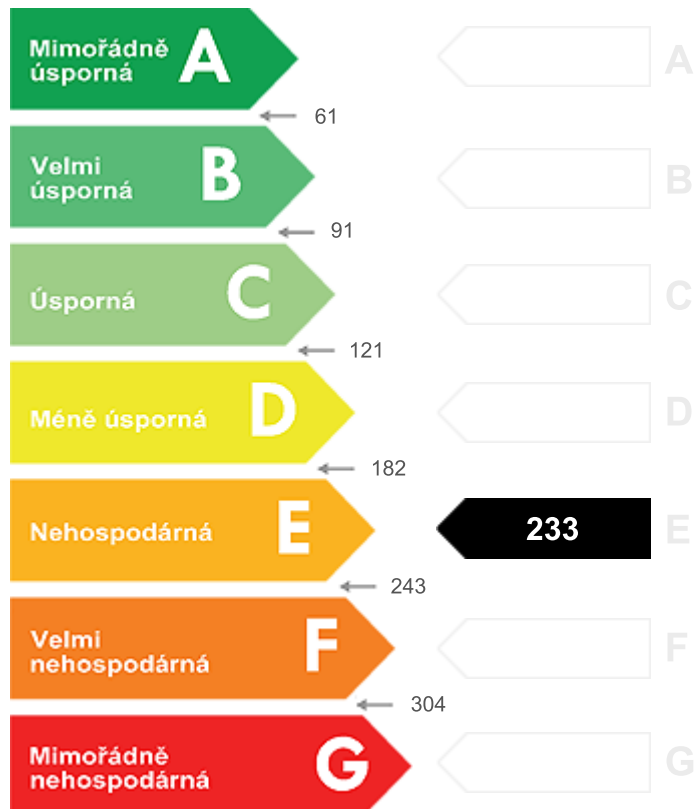 Mimořádně
úsporná
A
A
61
Velmi
úsporná
B
B
91
Úsporná
C
C
121
Méně úsporná
D
D
182
Nehospodárná
E
233
E
243
Velmi
nehospodárná
F
F
304
Mimořádně
nehospodárná
G
G